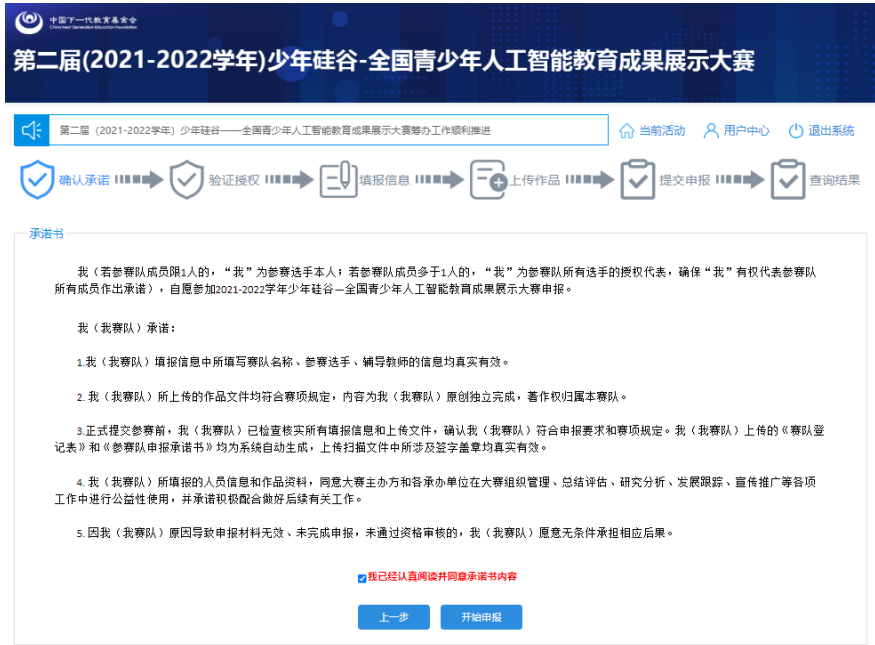 中国下一代教育基金会
China Next Generation Education Foundation
第二届(2021-2022学年)少年硅谷-全国青少年人工智能教育成果展示大赛
第二届（2021-2022学年）少年硅谷——全国青少年人工智能教育成果展示大赛筹办工作顺利推进
当前活动 用户中心 退出系统
确认承诺 验证授权 填报信息 上传作品 提交申报 查询结果
承诺书
我（若参赛队成员限1人的，“我”为参赛选手本人；若参赛队成员多于1人的，“我”为参赛队所有选手的授权代表，确保“我”有权代表参赛队
所有成员作出承诺），自愿参加2021-2022学年少年硅谷—全国青少年人工智能教育成果展示大赛申报。
我（我赛队）承诺：
1.我（我赛队）填报信息中所填写赛队名称、参赛选手、辅导教师的信息均真实有效。
2. 我（我赛队）所上传的作品文件均符合赛项规定，内容为我（我赛队）原创独立完成，著作权归属本赛队。
3.正式提交参赛前，我（我赛队）已检查核实所有填报信息和上传文件，确认我（我赛队）符合申报要求和赛项规定。我（我赛队）上传的《赛队登
记表》和《参赛队申报承诺书》均为系统自动生成，上传扫描文件中所涉及签字盖章均真实有效。
4. 我（我赛队）所填报的人员信息和作品资料，同意大赛主办方和各承办单位在大赛组织管理、总结评估、研究分析、发展跟踪、宣传推广等各项
工作中进行公益性使用，并承诺积极配合做好后续有关工作。
5. 因我（我赛队）原因导致申报材料无效、未完成申报，未通过资格审核的，我（我赛队）愿意无条件承担相应后果。
我已经认真阅读并同意承诺书内容
上一步 开始申报